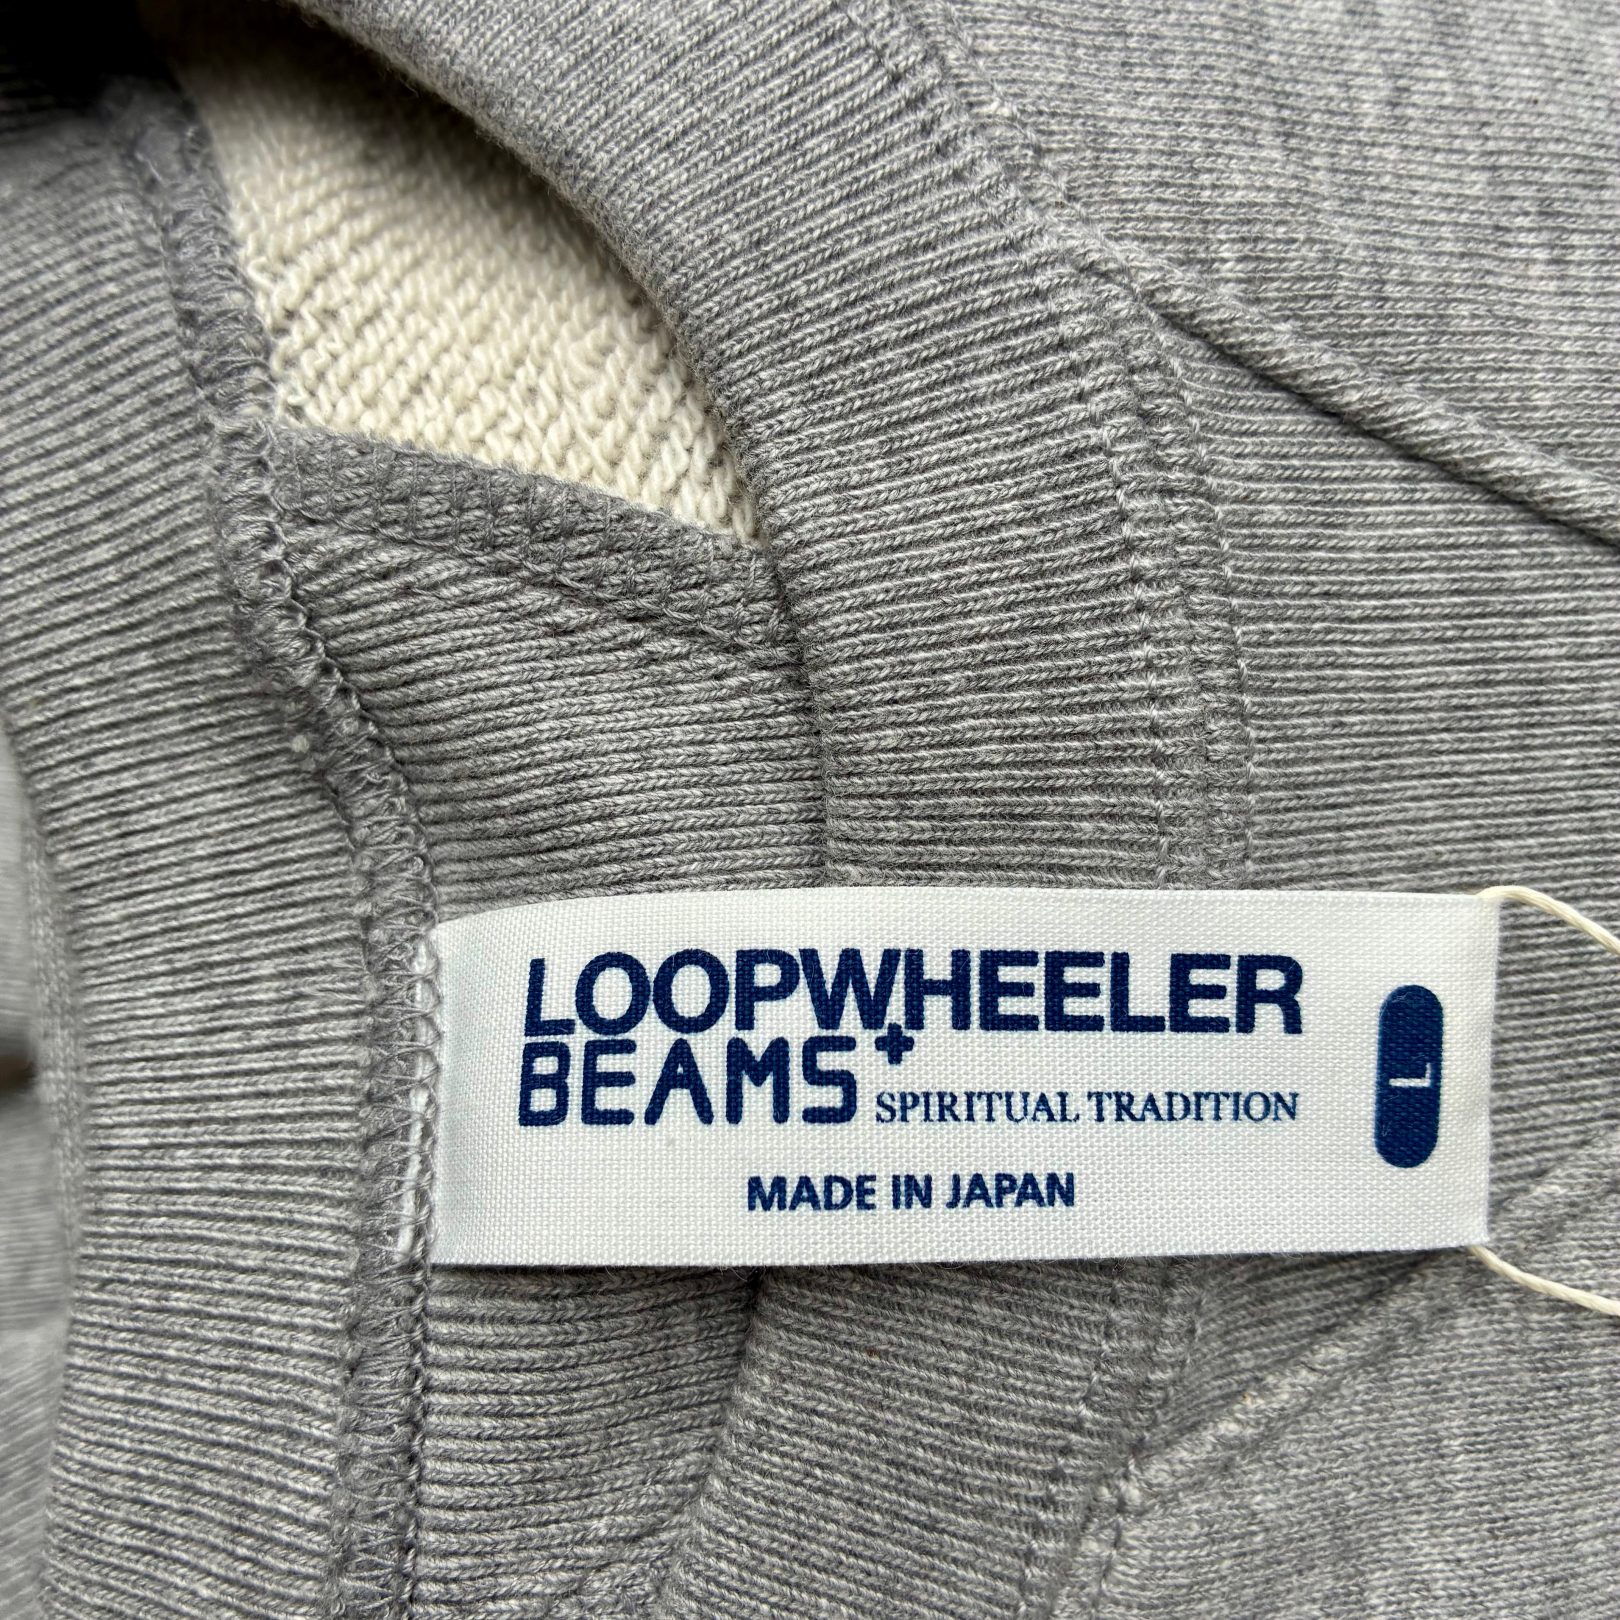 LOOPWHEELER
BEAMS+ SPIRITUAL TRADITION
MADE IN JAPAN
L